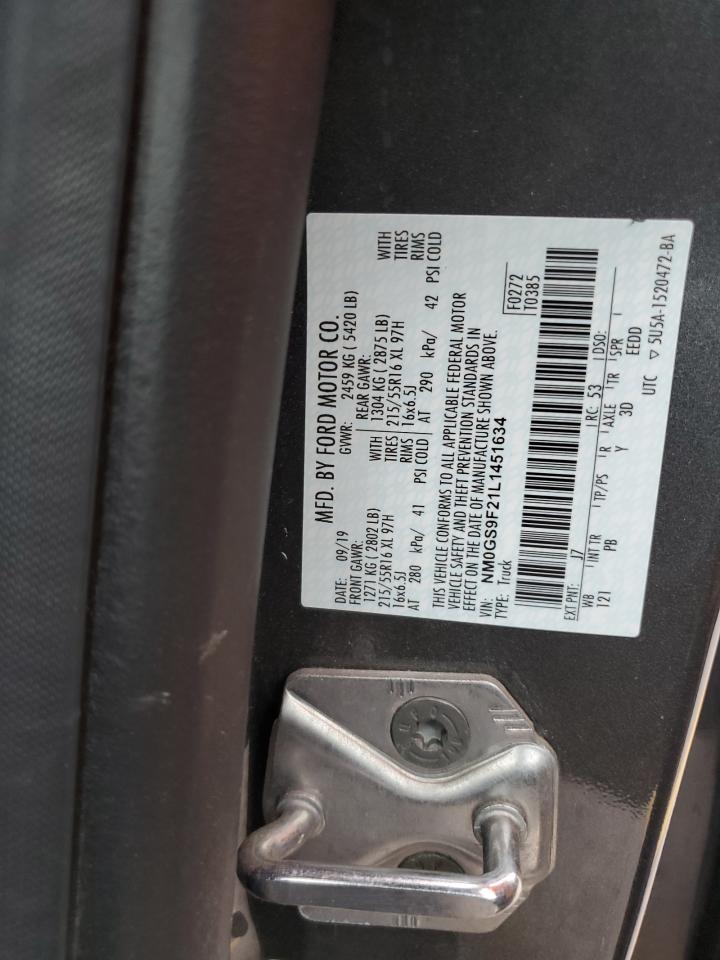 MFD. BY FORD MOTOR CO.
DATE: 09/19 GVWR: 2459 KG ( 5420 LB)
FRONT GAWR: REAR GAWR:
1271 KG ( 2802 LB) WITH 1304 KG ( 2875 LB) WITH
215/55R16 XL 97H TIRES 215/55R16 XL 97H TIRES
16x6.5J RIMS 16x6.5J RIMS
AT 280 kPa/ 41 PSI COLD AT 290 kPa/ 42 PSI COLD
THIS VEHICLE CONFORMS TO ALL APPLICABLE FEDERAL MOTOR
VEHICLE SAFETY AND THEFT PREVENTION STANDARDS IN
EFFECT ON THE DATE OF MANUFACTURE SHOWN ABOVE.
VIN: NM0GS9F21L1451634 F0272
TYPE: Truck T0385
EXT PNT: J7 RC: 53 DSO:
WB INT TR TP/PS R AXLE TR SPR
121 PB Y 3D EEDD
UTC ▽ 5U5A-1520472-BA